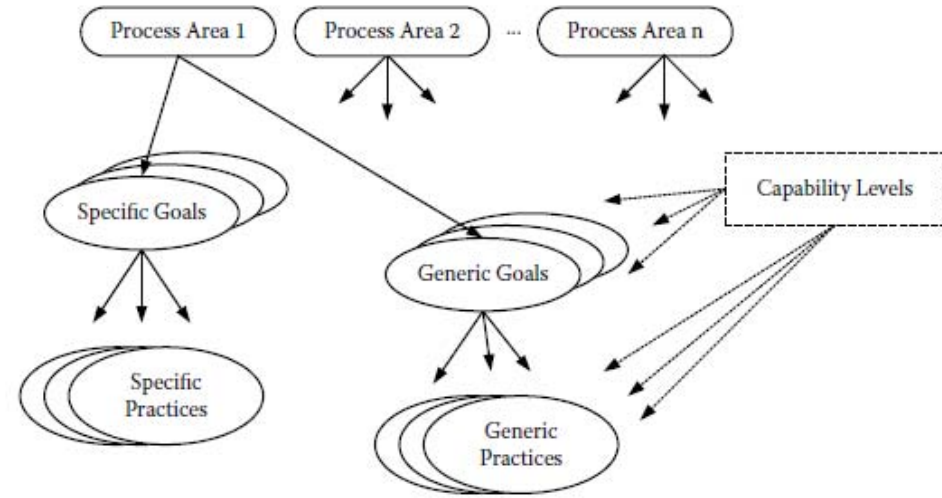 Process Area 1
Process Area 2
...
Process Area n
Specific Goals
Capability Levels
Generic Goals
Specific
Practices
Generic
Practices